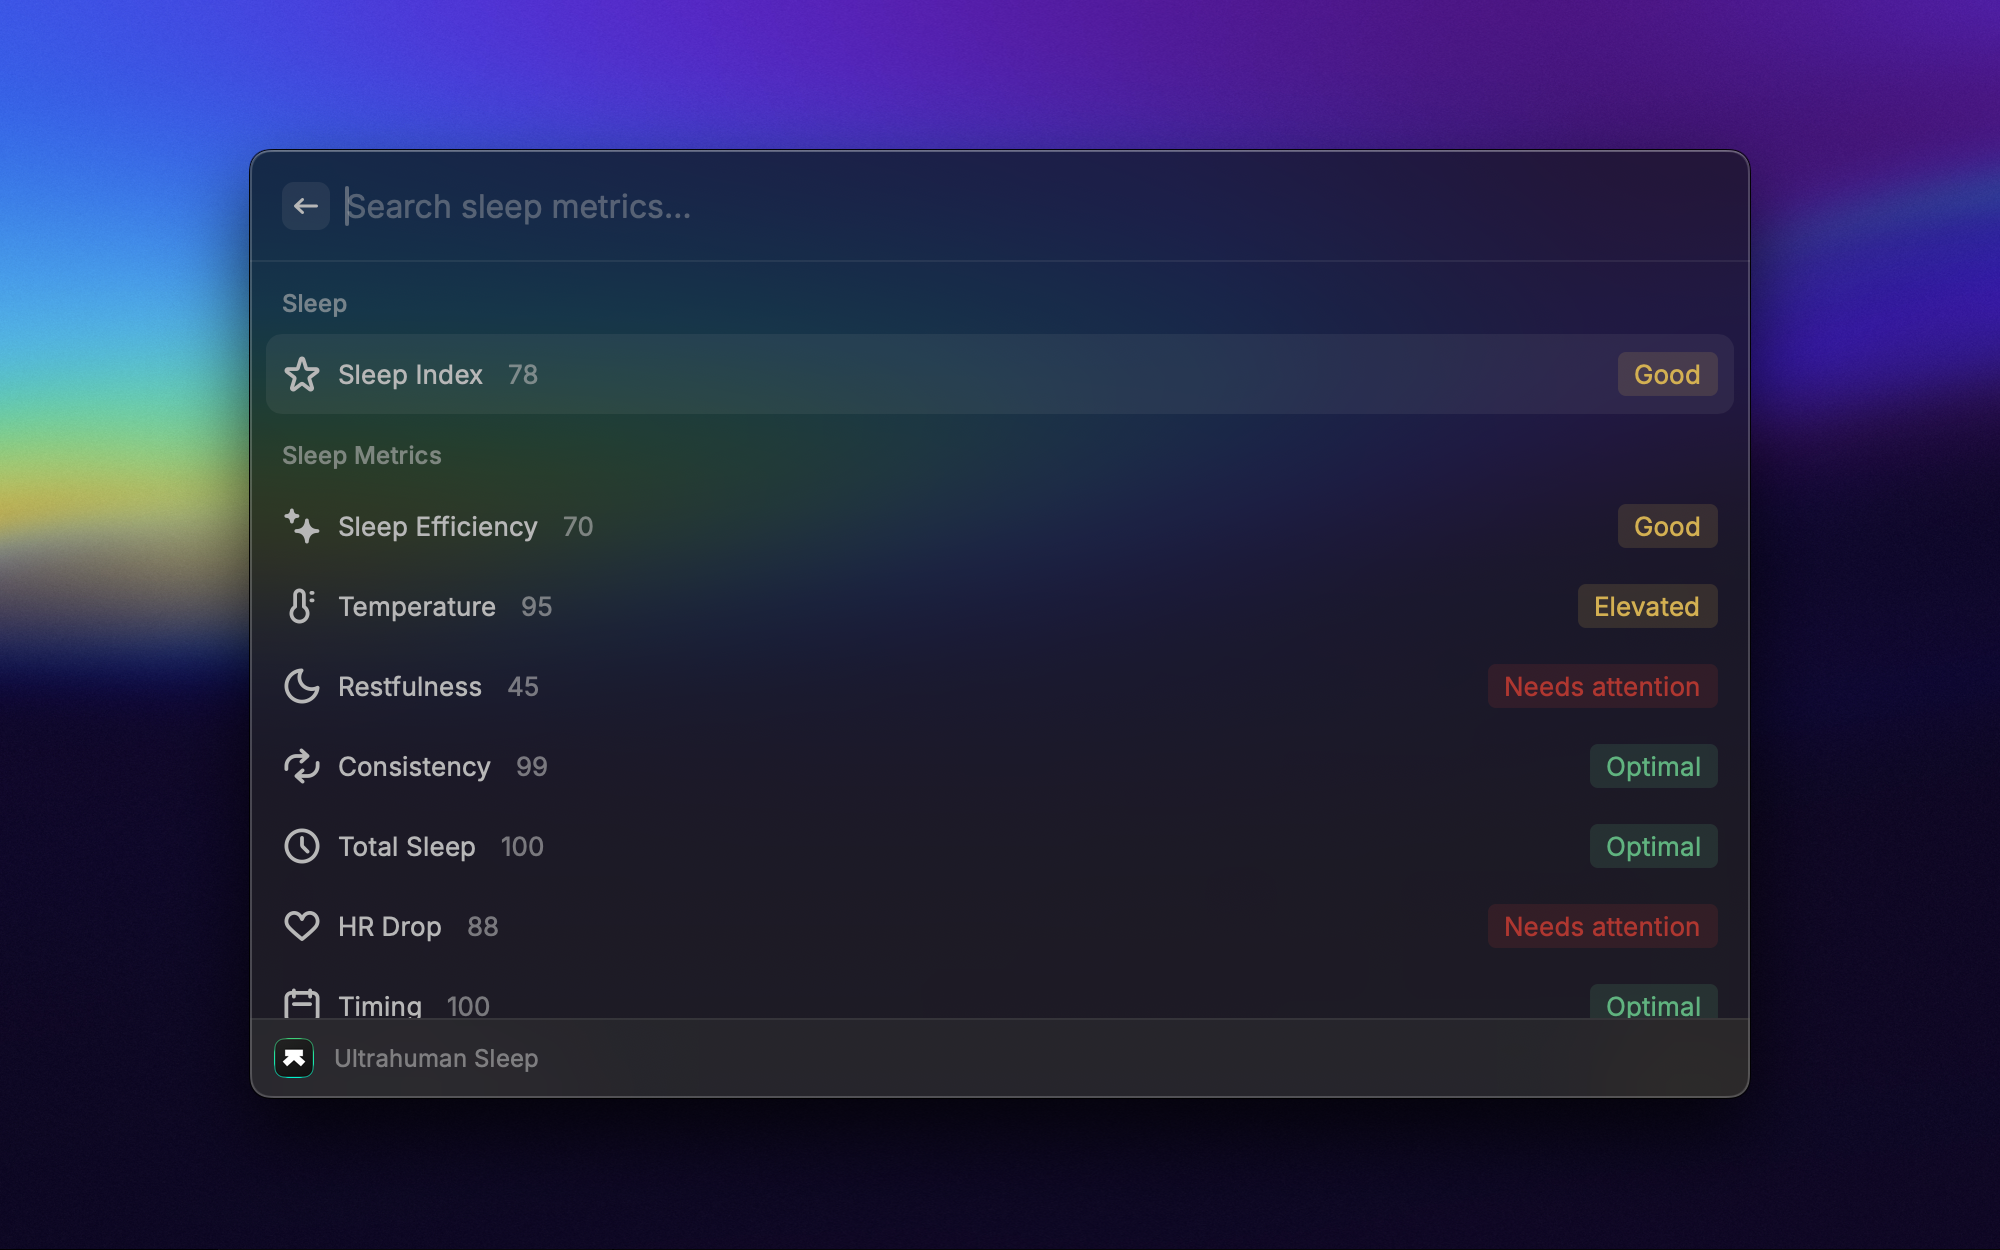 Search sleep metrics...
Sleep
Sleep Index 78 Good
Sleep Metrics
Sleep Efficiency 70 Good
Temperature 95 Elevated
Restfulness 45 Needs attention
Consistency 99 Optimal
Total Sleep 100 Optimal
HR Drop 88 Needs attention
Timing 100 Optimal
Ultrahuman Sleep